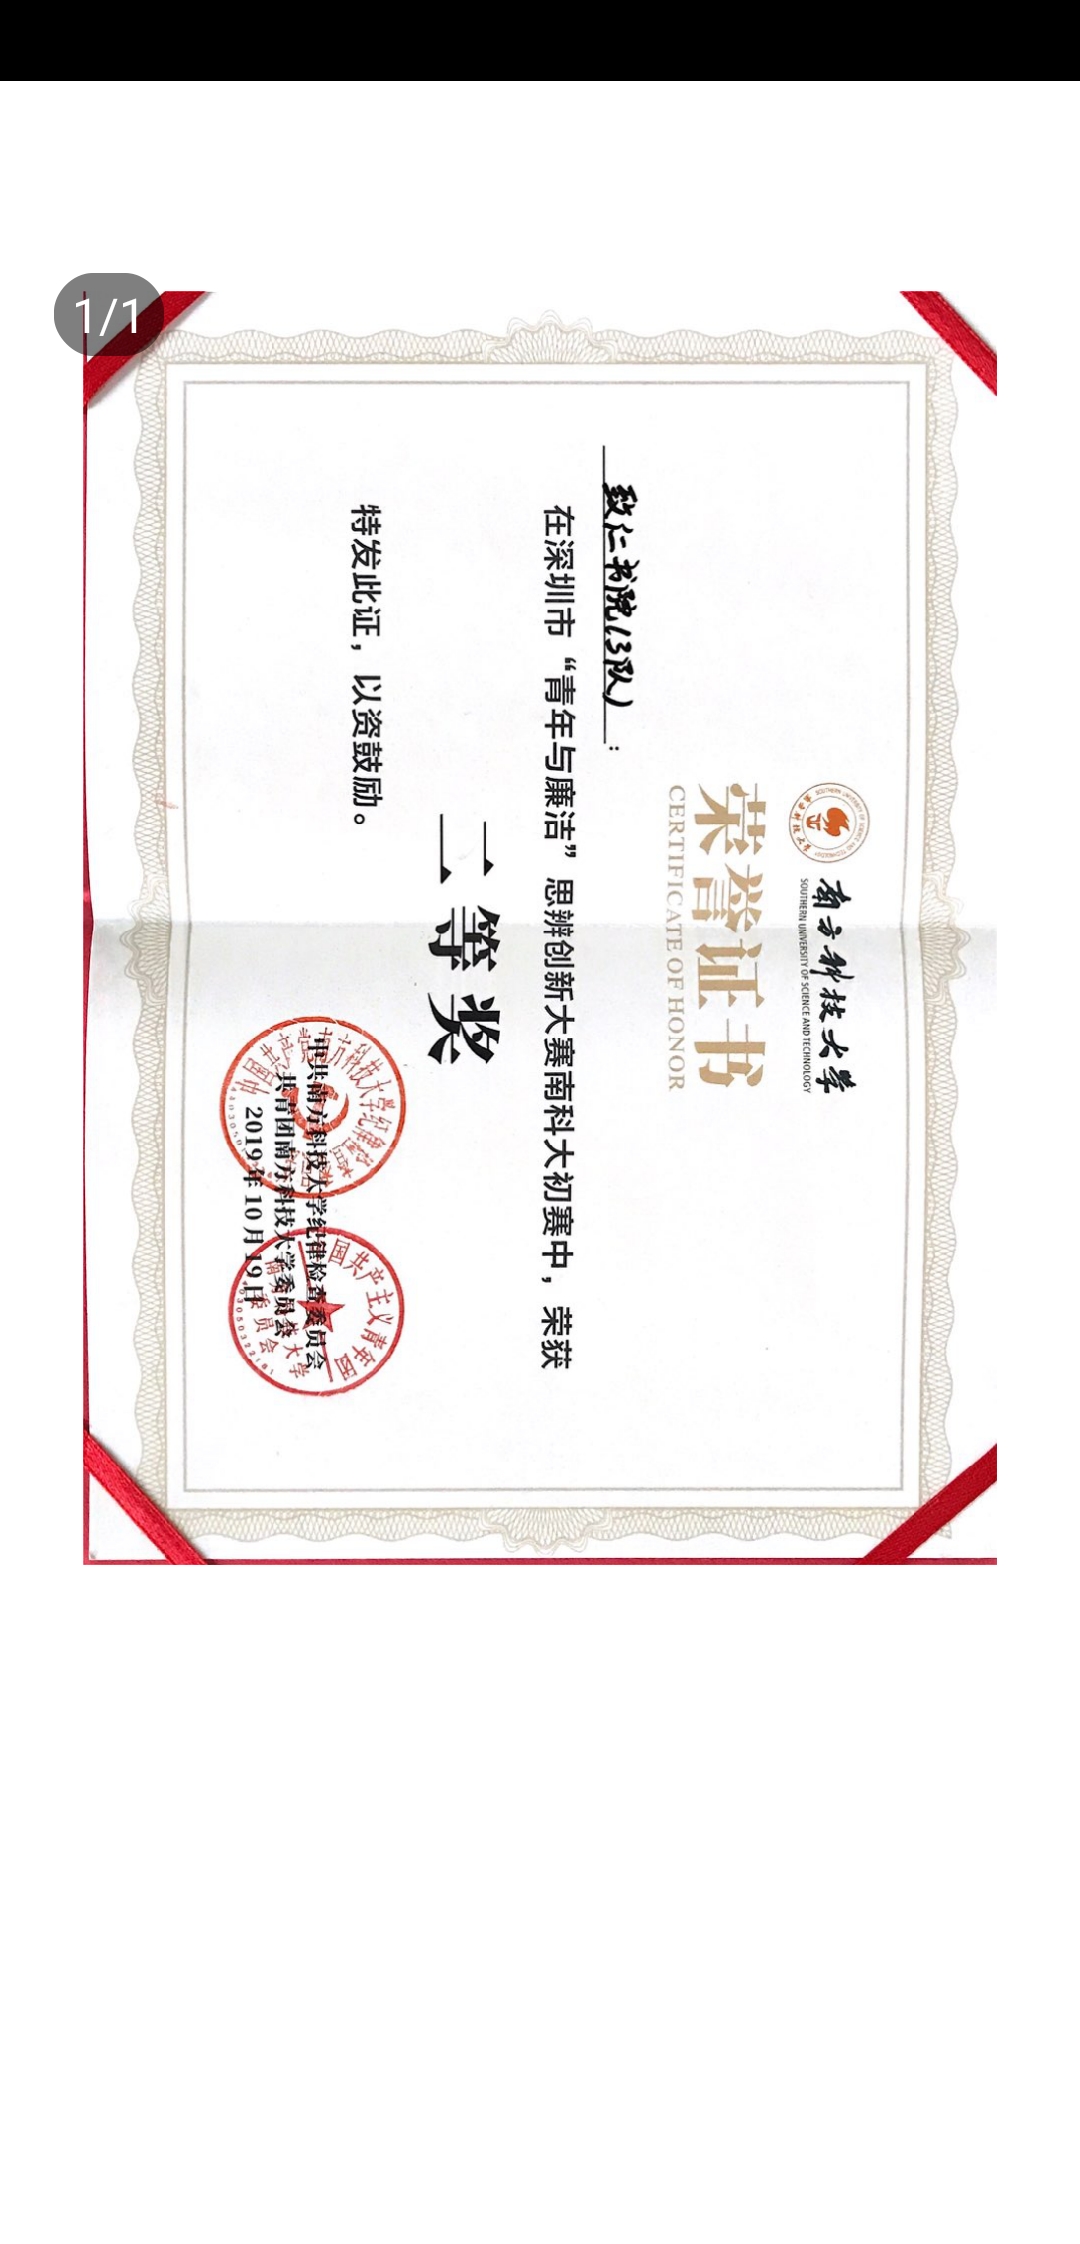 南方科技大学
SOUTHERN UNIVERSITY OF SCIENCE AND TECHNOLOGY
荣誉证书
CERTIFICATE OF HONOR
致仁书院(3队):
在深圳市“青年与廉洁”思辨创新大赛南科大初赛中，荣获
二等奖
特发此证，以资鼓励。
中共南方科技大学纪律检查委员会
共青团南方科技大学委员会
2019年10月19日
1/1